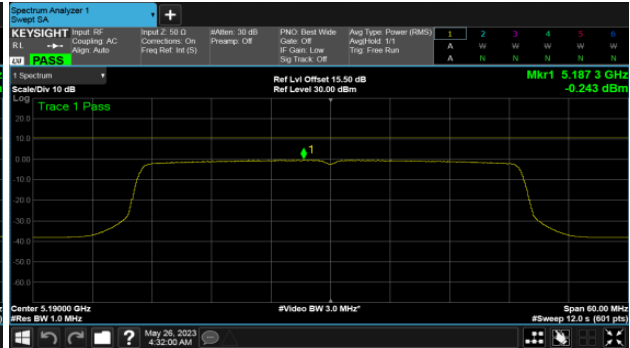 Spectrum Analyzer 1
Swept SA
KEYSIGHT
Input: RF
Coupling: AC
Align: Auto
Input Z: 50 Ω
Corrections: On
Freq Ref: Int (S)
#Atten: 30 dB
Preamp: Off
PNO: Best Wide
Gate: Off
IF Gain: Low
Sig Track: Off
Avg Type: Power (RMS)
Avg|Hold: 1/1
Trig: Free Run
1 2 3 4 5 6
A W W W W W
A N N N N N
RL
LXI PASS
1 Spectrum
Scale/Div 10 dB
Ref Lvl Offset 15.50 dB
Ref Level 30.00 dBm
Mkr1 5.187 3 GHz
-0.243 dBm
Log
Trace 1 Pass
20.0
10.0
0.00
-10.0
-20.0
-30.0
-40.0
-50.0
-60.0
1
Center 5.19000 GHz
#Res BW 1.0 MHz
#Video BW 3.0 MHz*
Span 60.00 MHz
#Sweep 12.0 s (601 pts)
May 26, 2023
4:32:00 AM